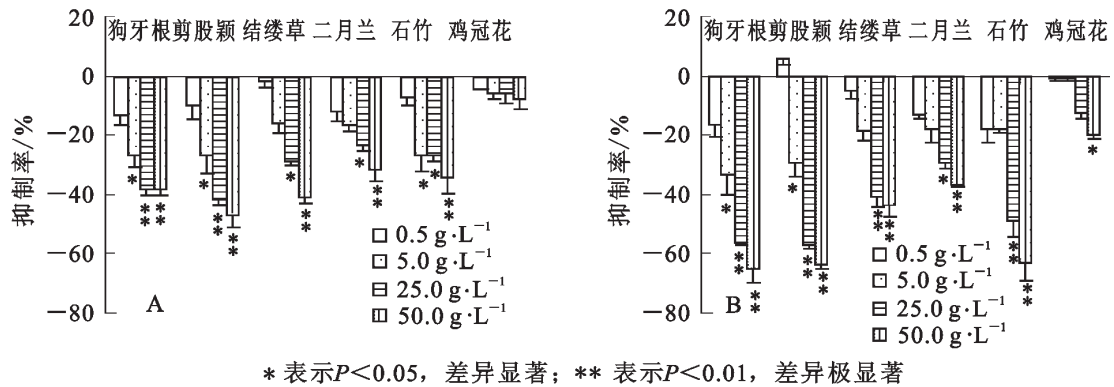 20
0
－20
－40
－60
－80
抑制率/%
狗牙根剪股颖 结缕草 二月兰 石竹 鸡冠花
* * * * * * * * * * * * * * * * * * *
0.5 g·L⁻¹
5.0 g·L⁻¹
25.0 g·L⁻¹
50.0 g·L⁻¹
A
20
0
－20
－40
－60
－80
抑制率/%
狗牙根 剪股颖 结缕草 二月兰 石竹 鸡冠花
* * * * * * * * * * * * * * * * * * * * *
0.5 g·L⁻¹
5.0 g·L⁻¹
25.0 g·L⁻¹
50.0 g·L⁻¹
B
* 表示P<0.05，差异显著；** P<0.01，差异极显著